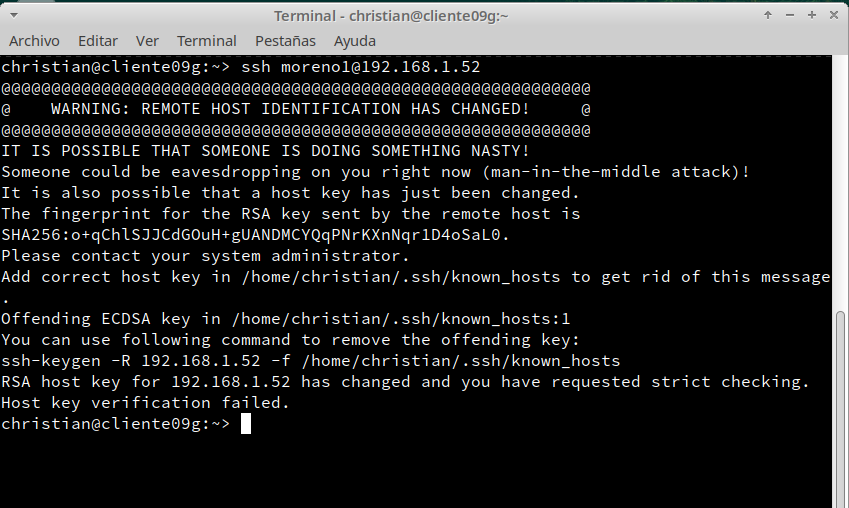 Terminal - christian@cliente09g:~
Archivo Editar Ver Terminal Pestañas Ayuda
christian@cliente09g:~> ssh moreno1@192.168.1.52
@@@@@@@@@@@@@@@@@@@@@@@@@@@@@@@@@@@@@@@@@@@@@@@@@@@@@@@@@@@
@    WARNING: REMOTE HOST IDENTIFICATION HAS CHANGED!     @
@@@@@@@@@@@@@@@@@@@@@@@@@@@@@@@@@@@@@@@@@@@@@@@@@@@@@@@@@@@
IT IS POSSIBLE THAT SOMEONE IS DOING SOMETHING NASTY!
Someone could be eavesdropping on you right now (man-in-the-middle attack)!
It is also possible that a host key has just been changed.
The fingerprint for the RSA key sent by the remote host is
SHA256:o+qChlSJJCdGOuH+gUANDMCYQqPNrKXnNqr1D4oSaL0.
Please contact your system administrator.
Add correct host key in /home/christian/.ssh/known_hosts to get rid of this message
.
Offending ECDSA key in /home/christian/.ssh/known_hosts:1
You can use following command to remove the offending key:
ssh-keygen -R 192.168.1.52 -f /home/christian/.ssh/known_hosts
RSA host key for 192.168.1.52 has changed and you have requested strict checking.
Host key verification failed.
christian@cliente09g:~>